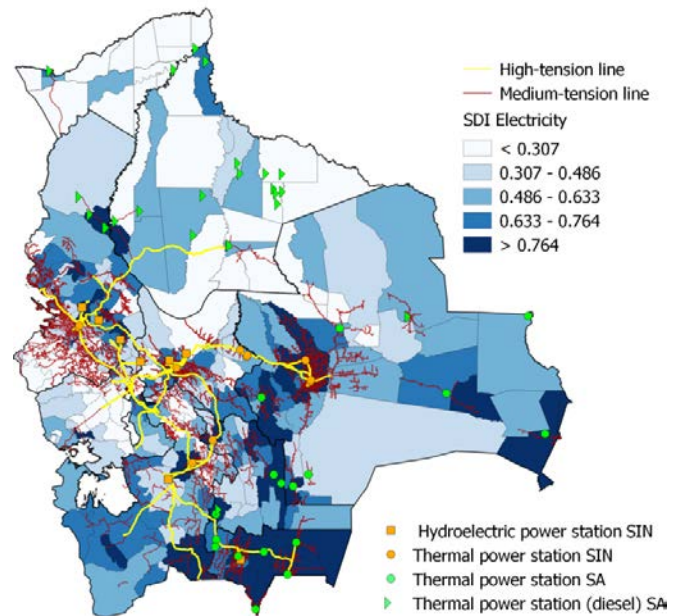 High-tension line
Medium-tension line
SDI Electricity
< 0.307
0.307 - 0.486
0.486 - 0.633
0.633 - 0.764
> 0.764
Hydroelectric power station SIN
Thermal power station SIN
Thermal power station SA
Thermal power station (diesel) SA